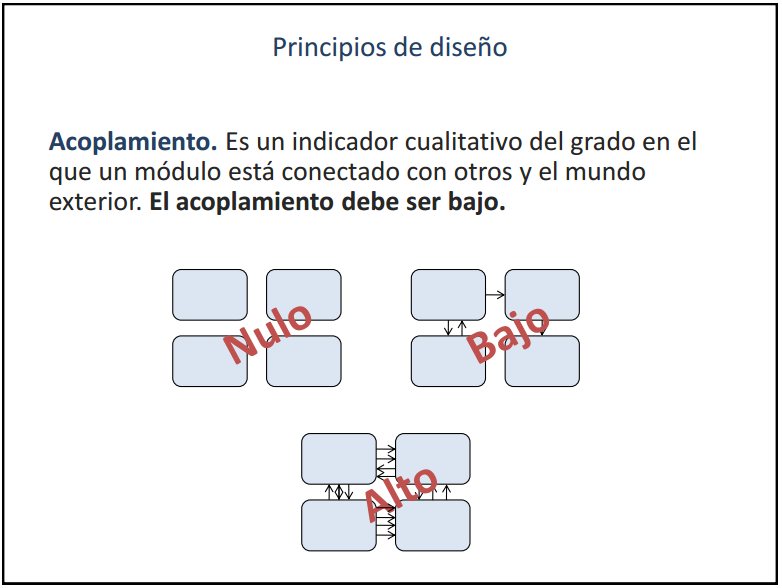 Principios de diseño
Acoplamiento. Es un indicador cualitativo del grado en el
que un módulo está conectado con otros y el mundo
exterior. El acoplamiento debe ser bajo.
Nulo
Bajo
Alto